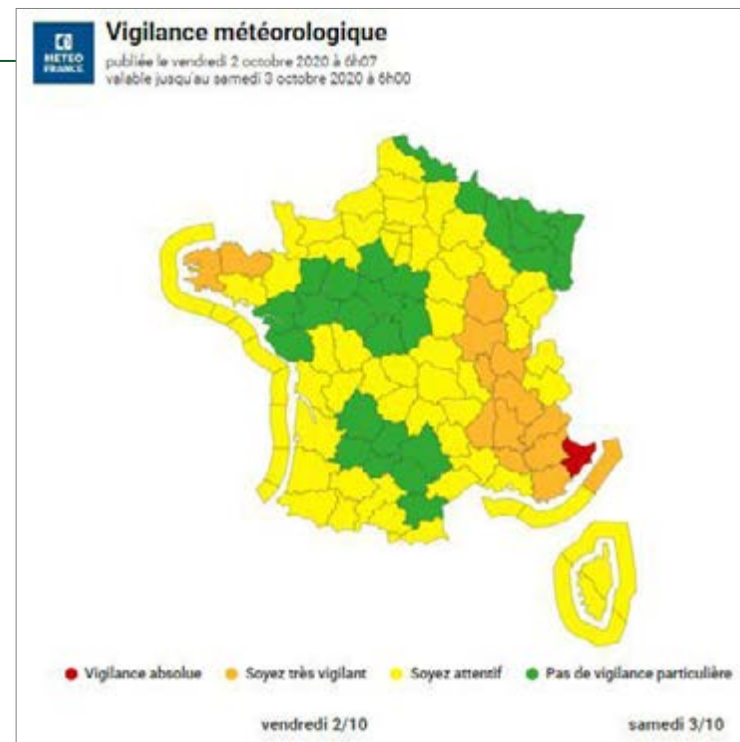 METEO
FRANCE
Vigilance météorologique
publiée le vendredi 2 octobre 2020 à 6h07
valable jusqu'au samedi 3 octobre 2020 à 6h00
Vigilance absolue
Soyez très vigilant
Soyez attentif
Pas de vigilance particulière
vendredi 2/10
samedi 3/10